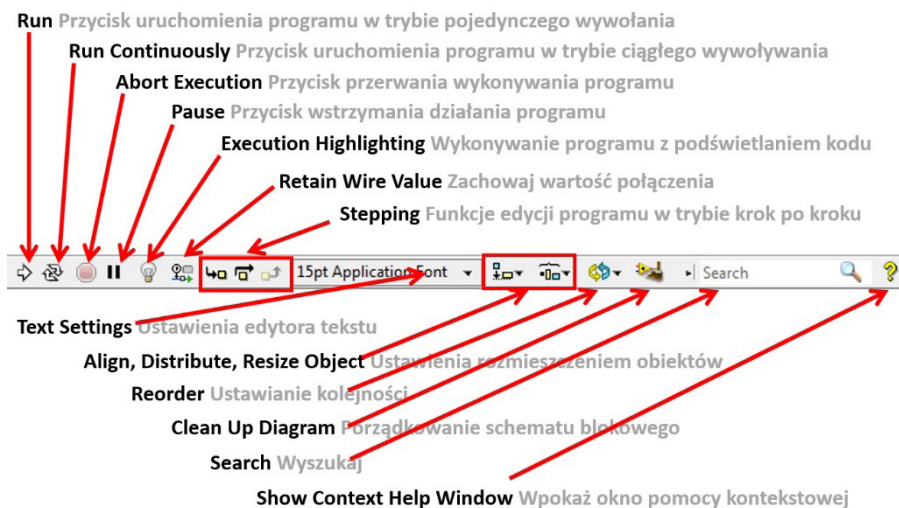 Run Przycisk uruchomienia programu w trybie pojedynczego wywołania
Run Continuously Przycisk uruchomienia programu w trybie ciągłego wywoływania
Abort Execution Przycisk przerwania wykonywania programu
Pause Przycisk wstrzymania działania programu
Execution Highlighting Wykonywanie programu z podświetlaniem kodu
Retain Wire Value Zachowaj wartość połączenia
Stepping Funkcje edycji programu w trybie krok po kroku
15pt Application Font Search
Text Settings Ustawienia edytora tekstu
Align, Distribute, Resize Object Ustawienia rozmieszczeniem obiektów
Reorder Ustawianie kolejności
Clean Up Diagram Porządkowanie schematu blokowego
Search Wyszukaj
Show Context Help Window Wpokaż okno pomocy kontekstowej